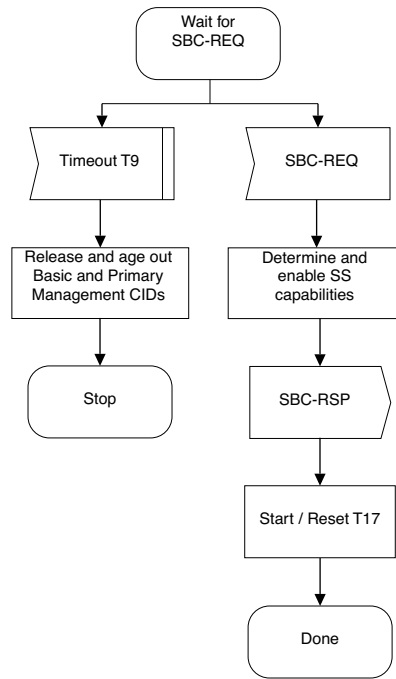 Wait for
SBC-REQ
Timeout T9
SBC-REQ
Release and age out
Basic and Primary
Management CIDs
Determine and
enable SS
capabilities
Stop
SBC-RSP
Start / Reset T17
Done